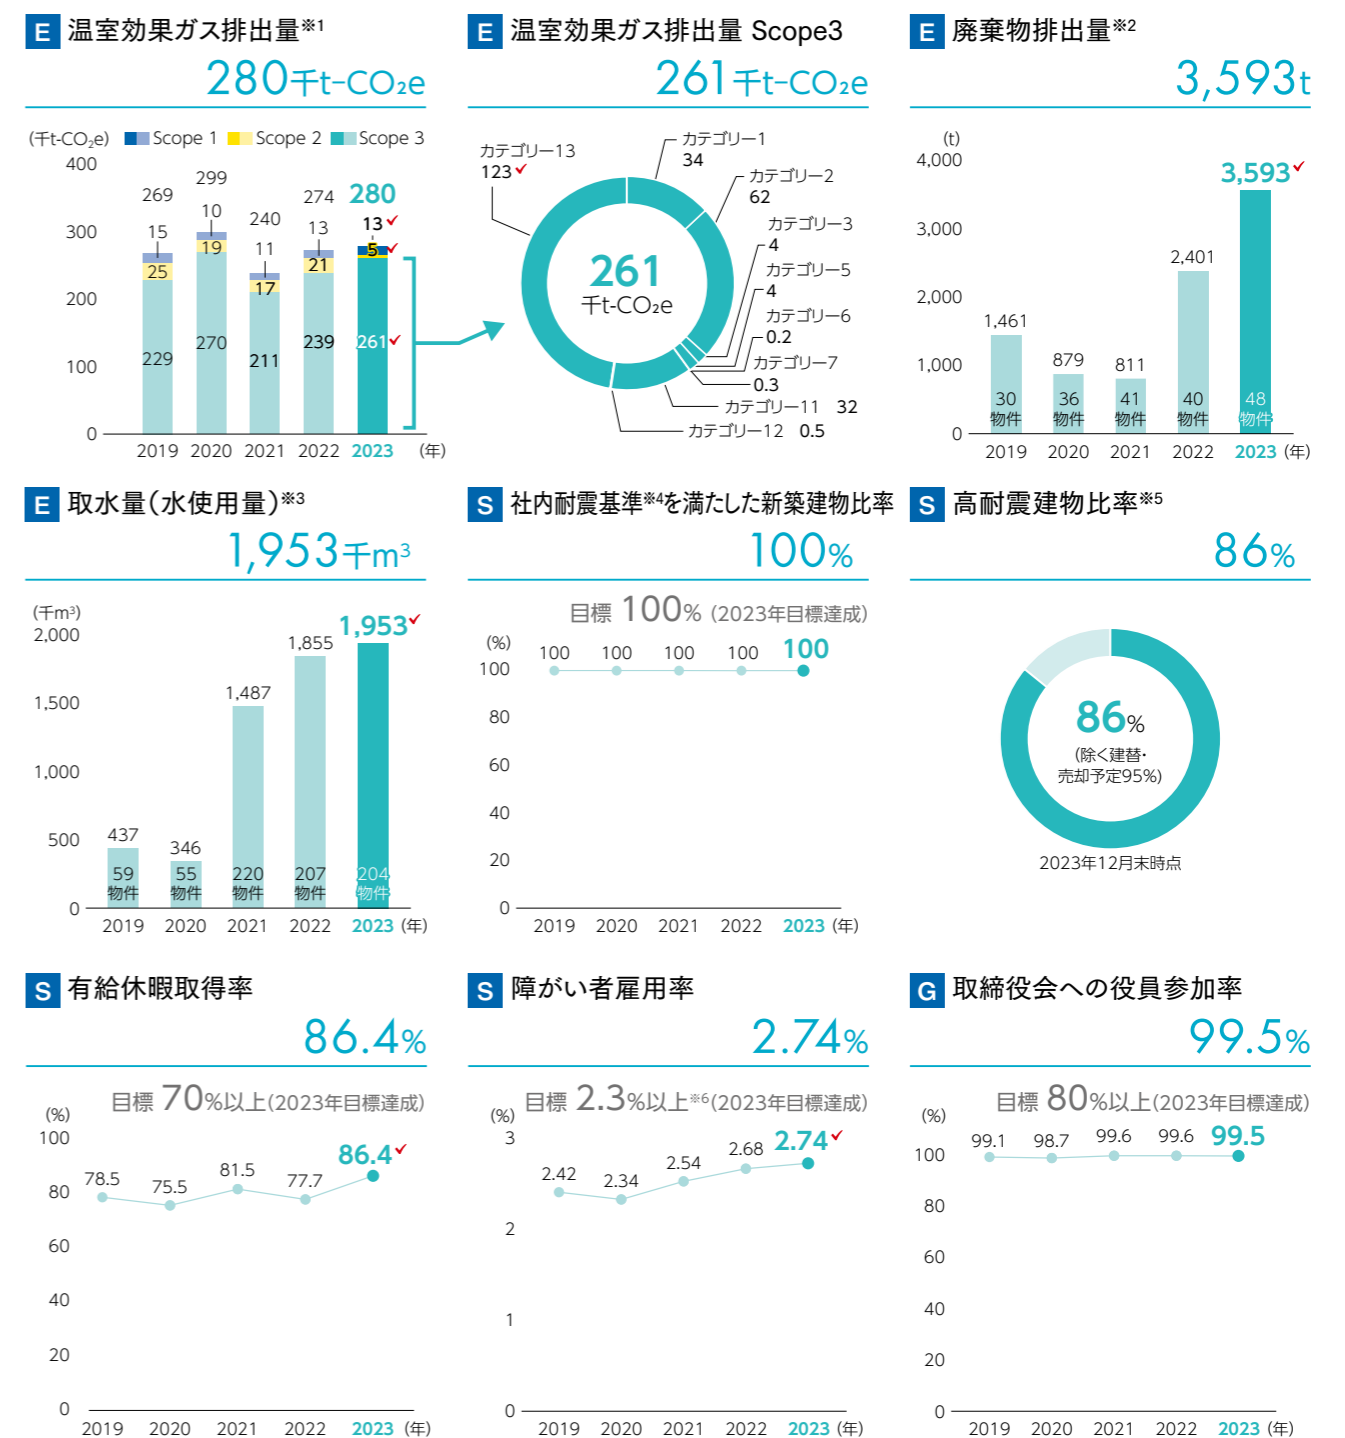 E 温室効果ガス排出量※1
280千t-CO₂e
(千t-CO₂e) Scope 1 Scope 2 Scope 3
400
300
200
100
0
269 299 240 274 280
15 10 11 13 13
25 19 17 21 5
229 270 211 239 261
2019 2020 2021 2022 2023 (年)
E 温室効果ガス排出量 Scope3
261千t-CO₂e
カテゴリー13
123
カテゴリー1
34
カテゴリー2
62
カテゴリー3
4
カテゴリー5
4
カテゴリー6
0.2
カテゴリー7
0.3
カテゴリー11 32
カテゴリー12 0.5
261
千t-CO₂e
E 廃棄物排出量※2
3,593t
(t)
4,000
3,000
2,000
1,000
0
1,461 879 811 2,401 3,593
30 36 41 40 48
物件 物件 物件 物件 物件
2019 2020 2021 2022 2023 (年)
E 取水量(水使用量)※3
1,953千m³
(千m³)
2,000
1,500
1,000
500
0
437 346 1,487 1,855 1,953
59 55 220 207 204
物件 物件 物件 物件 物件
2019 2020 2021 2022 2023 (年)
S 社内耐震基準※4を満たした新築建物比率
100%
目標 100% (2023年目標達成)
(%)
100
80
60
40
20
0
100 100 100 100 100
2019 2020 2021 2022 2023 (年)
S 高耐震建物比率※5
86%
86%
(除く建替・
売却予定95%)
2023年12月末時点
S 有給休暇取得率
86.4%
目標 70%以上(2023年目標達成)
(%)
100
80
60
40
20
0
78.5 75.5 81.5 77.7 86.4
2019 2020 2021 2022 2023 (年)
S 障がい者雇用率
2.74%
目標 2.3%以上※6(2023年目標達成)
(%)
3
2
1
0
2.42 2.34 2.54 2.68 2.74
2019 2020 2021 2022 2023 (年)
G 取締役会への役員参加率
99.5%
目標 80%以上(2023年目標達成)
(%)
100
80
60
40
20
0
99.1 98.7 99.6 99.6 99.5
2019 2020 2021 2022 2023 (年)